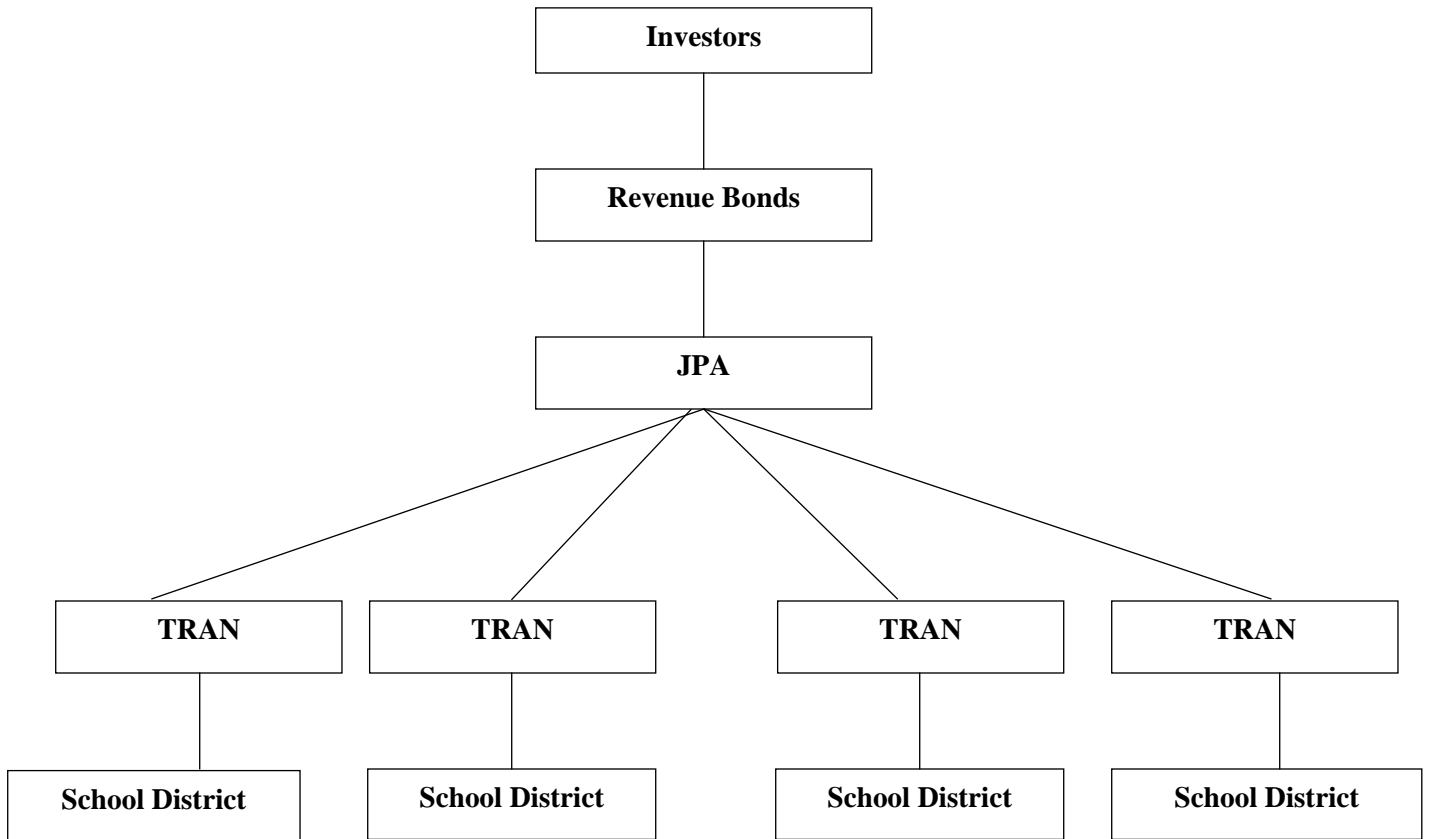 Investors
Revenue Bonds
JPA
TRAN
TRAN
TRAN
TRAN
School District
School District
School District
School District